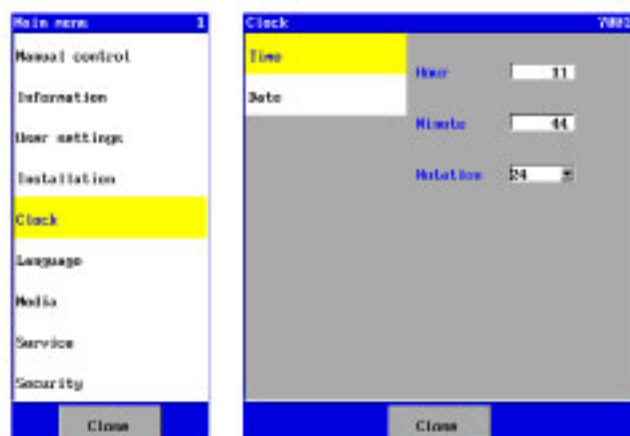 Main menu 1
Manual control
Information
User settings
Installation
Clock
Language
Media
Service
Security
Close
Clock 7001
Time
Date
Hour 11
Minute 44
Notation 24
Close